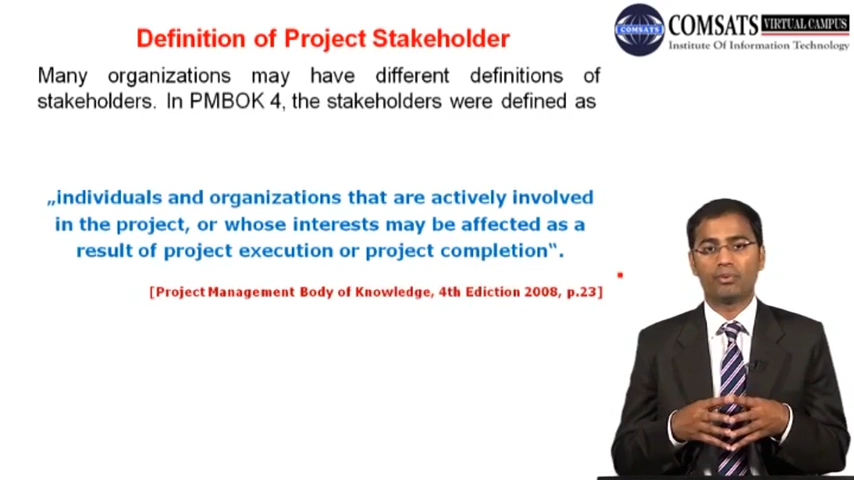 Definition of Project Stakeholder
COMSATS VIRTUAL CAMPUS
Institute Of Information Technology
Many organizations may have different definitions of
stakeholders. In PMBOK 4, the stakeholders were defined as
„individuals and organizations that are actively involved
in the project, or whose interests may be affected as a
result of project execution or project completion“.
[Project Management Body of Knowledge, 4th Ediction 2008, p.23]